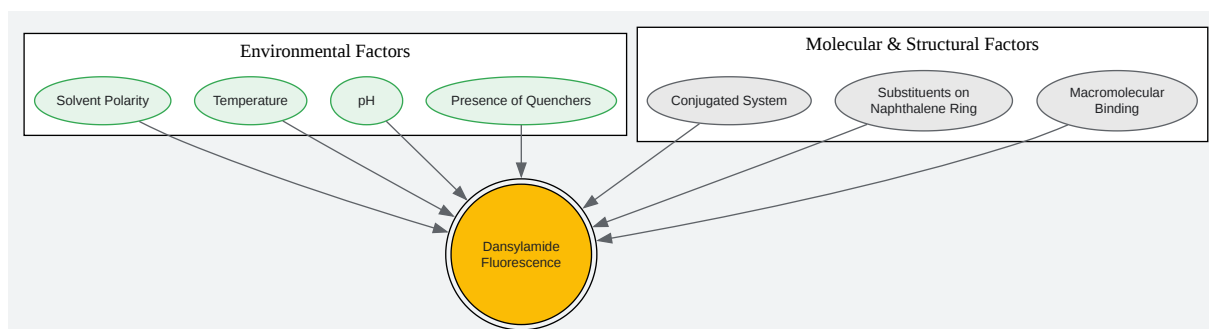 Environmental Factors
Solvent Polarity
Temperature
pH
Presence of Quenchers
Molecular & Structural Factors
Conjugated System
Substituents on
Naphthalene Ring
Macromolecular
Binding
Dansylamide
Fluorescence